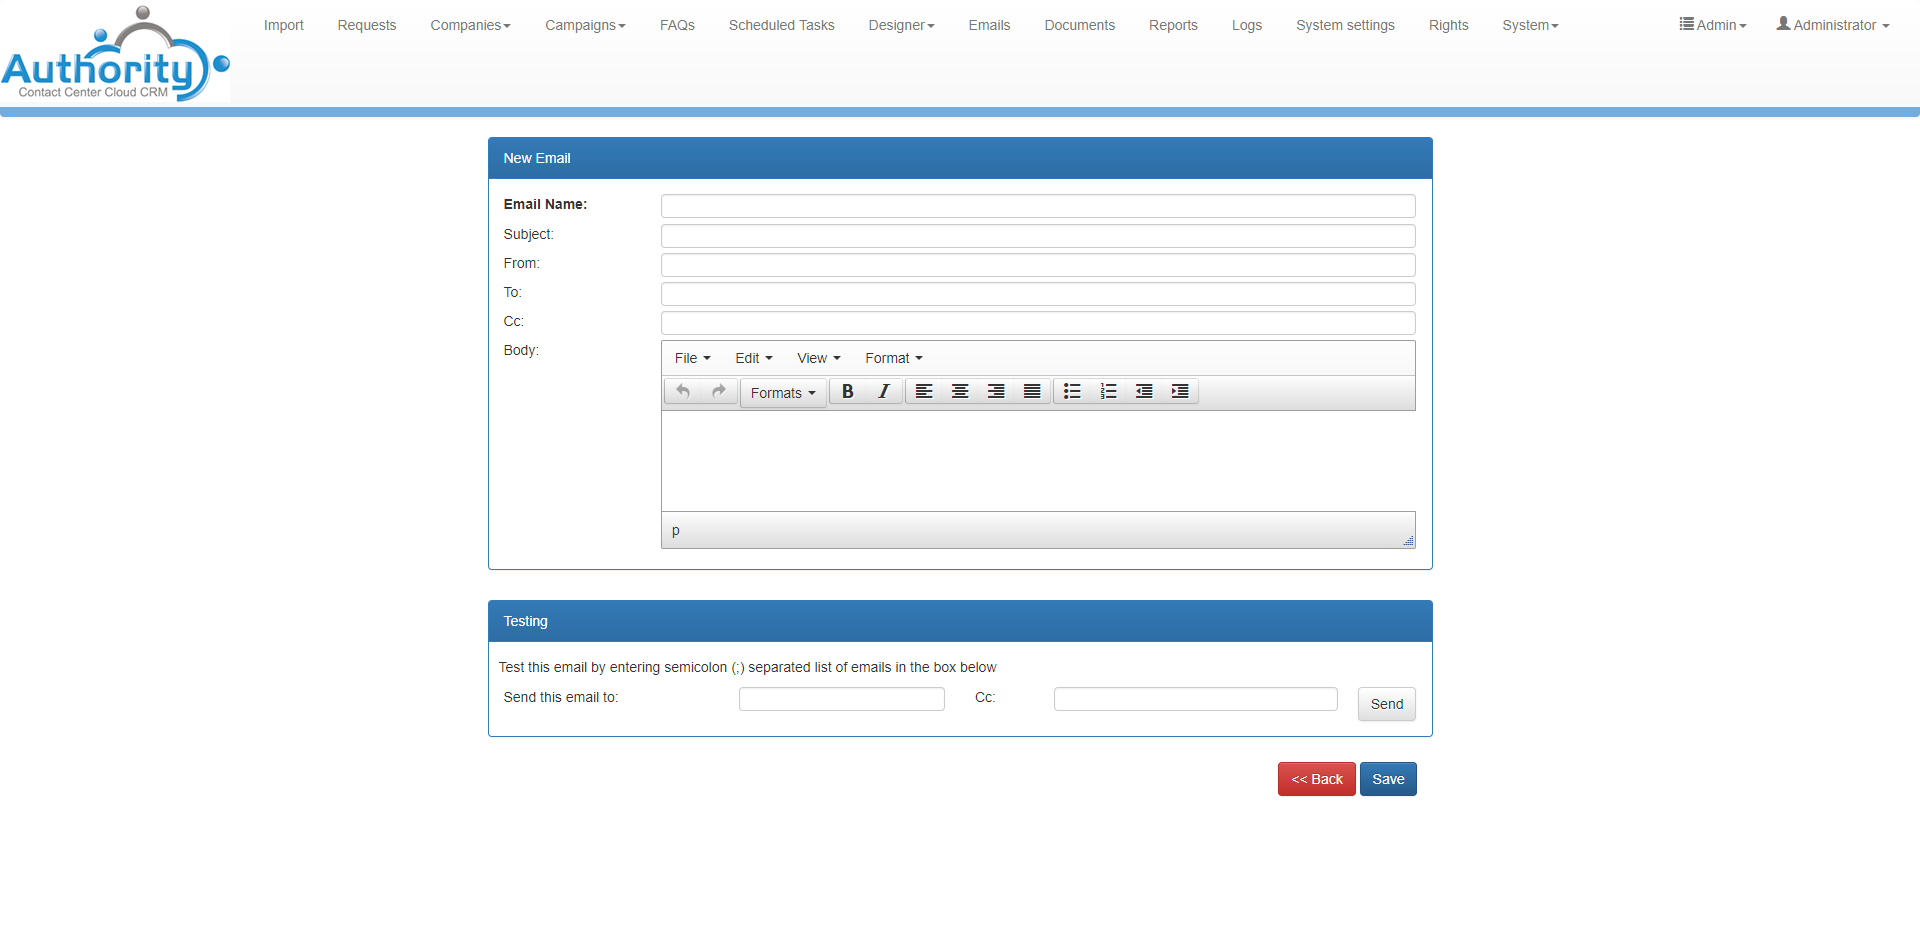 Authority
Contact Center Cloud CRM
Import Requests Companies Campaigns FAQs Scheduled Tasks Designer Emails Documents Reports Logs System settings Rights System Admin Administrator
New Email
Email Name:
Subject:
From:
To:
Cc:
Body:
File Edit View Format
Formats B I
p
Testing
Test this email by entering semicolon (;) separated list of emails in the box below
Send this email to: Cc: Send
<< Back Save